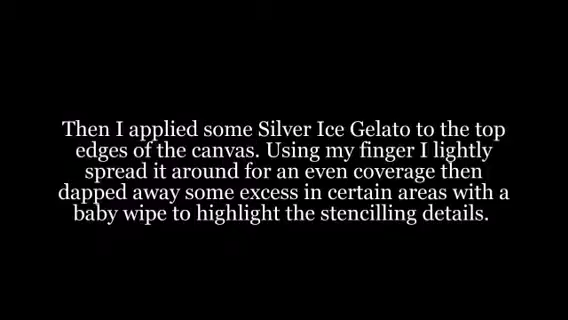 Then I applied some Silver Ice Gelato to the top
edges of the canvas. Using my finger I lightly
spread it around for an even coverage then
dapped away some excess in certain areas with a
baby wipe to highlight the stencilling details.